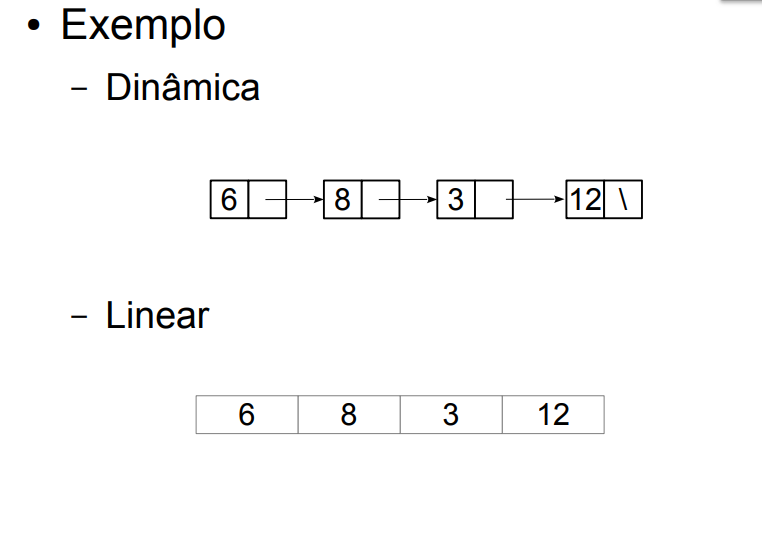 • Exemplo
– Dinâmica
6 8 3 12 \
– Linear
6 8 3 12